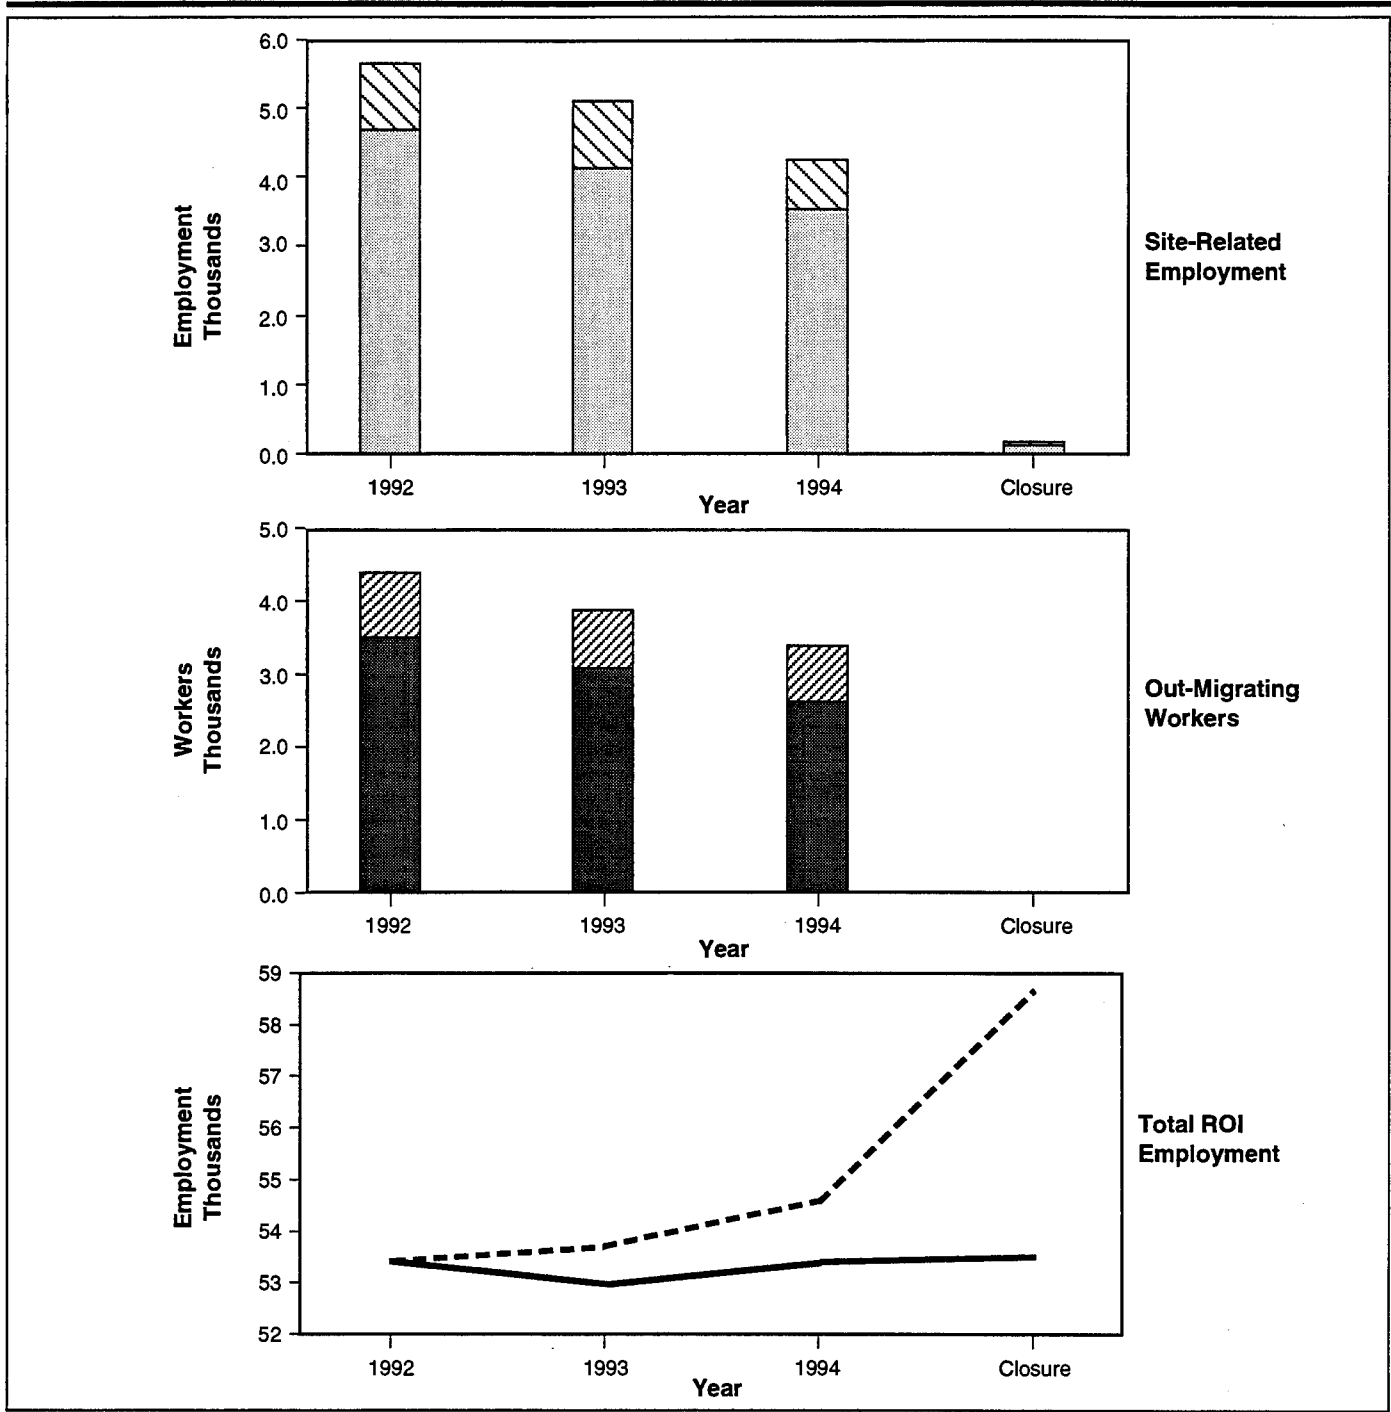 6.0
5.0
4.0
3.0
2.0
1.0
0.0
Employment
Thousands
1992
1993
1994
Closure
Year
Site-Related
Employment
5.0
4.0
3.0
2.0
1.0
0.0
Workers
Thousands
1992
1993
1994
Closure
Year
Out-Migrating
Workers
59
58
57
56
55
54
53
52
Employment
Thousands
1992
1993
1994
Closure
Year
Total ROI
Employment